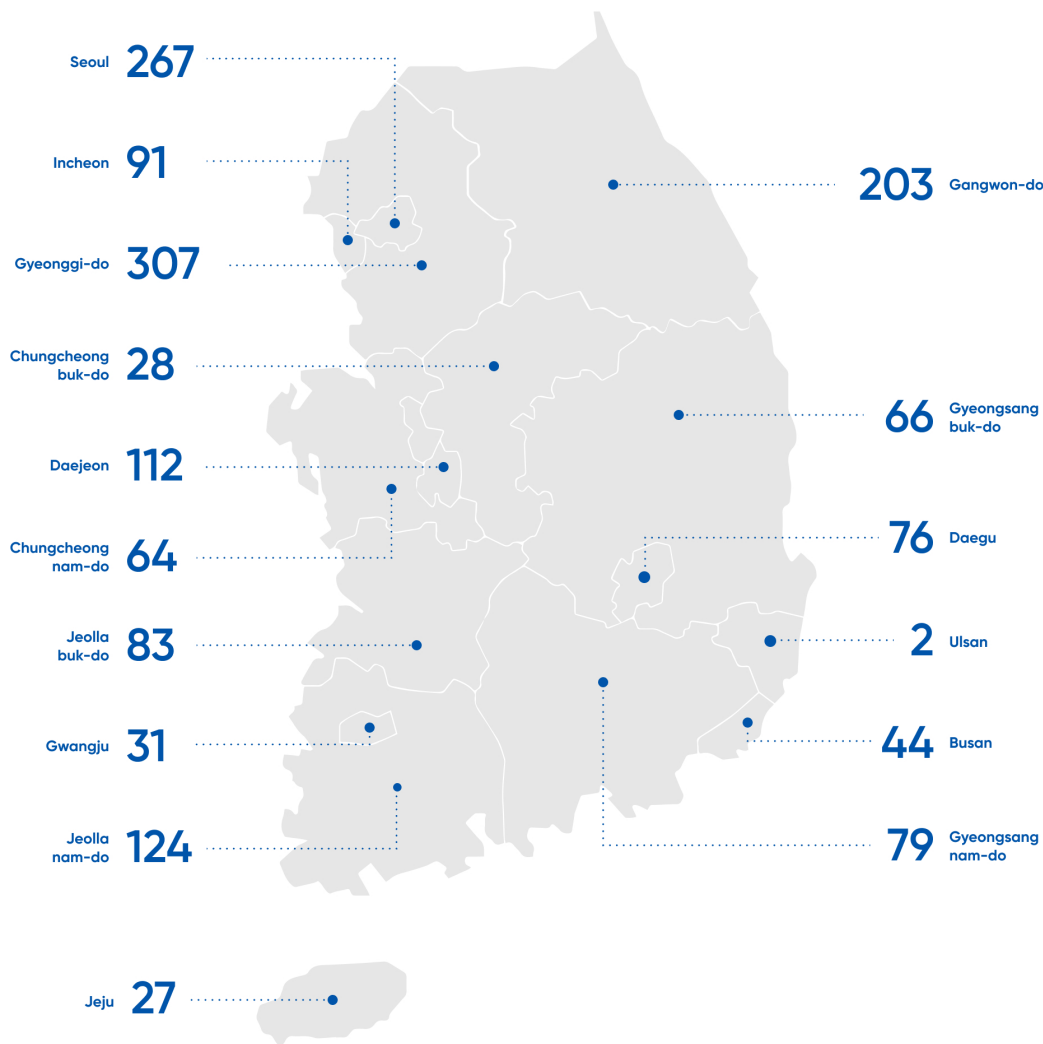 Seoul 267
Incheon 91
Gyeonggi-do 307
Chungcheong
buk-do 28
Daejeon 112
Chungcheong
nam-do 64
Jeolla
buk-do 83
Gwangju 31
Jeolla
nam-do 124
Jeju 27
203 Gangwon-do
66 Gyeongsang
buk-do
76 Daegu
2 Ulsan
44 Busan
79 Gyeongsang
nam-do